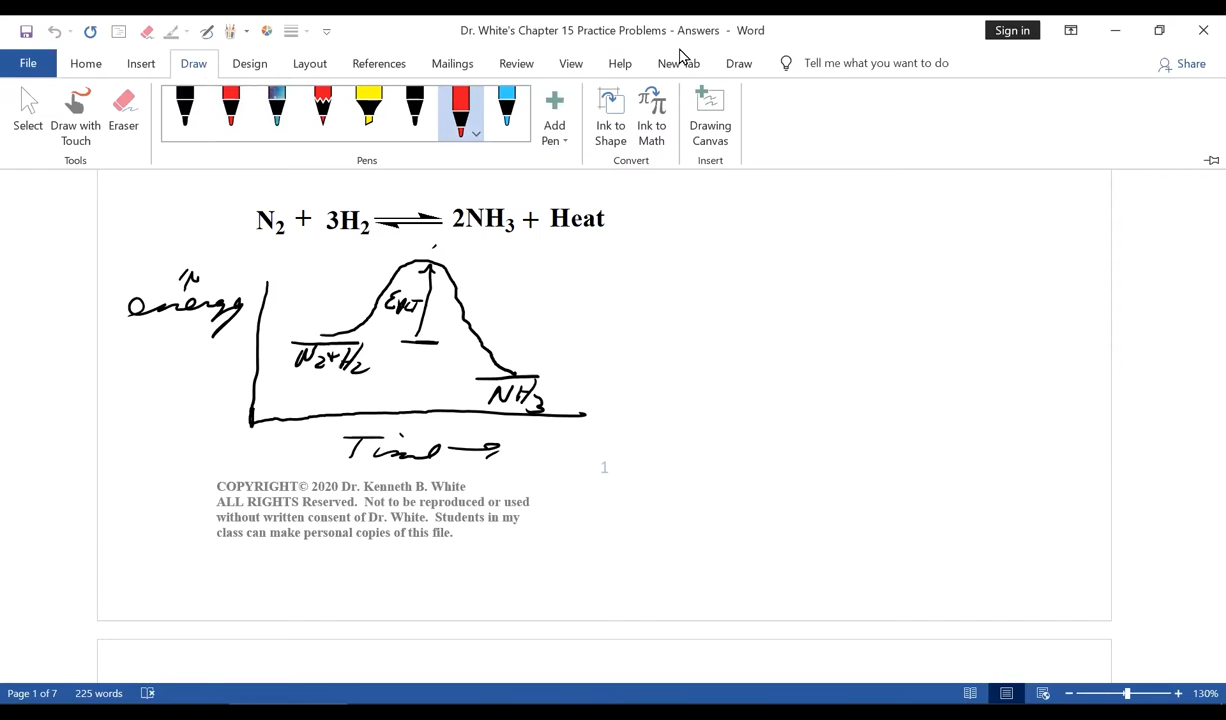 Dr. White's Chapter 15 Practice Problems - Answers - Word
Sign in
File Home Insert Draw Design Layout References Mailings Review View Help New Tab Draw Tell me what you want to do Share
Select
Draw with Touch
Eraser
Add Pen
Ink to Shape
Ink to Math
Drawing Canvas
Tools Pens Convert Insert
N2 + 3H2 ⇌ 2NH3 + Heat
energy
EACT
N2+H2
NH3
Time →
1
COPYRIGHT© 2020 Dr. Kenneth B. White
ALL RIGHTS Reserved. Not to be reproduced or used
without written consent of Dr. White. Students in my
class can make personal copies of this file.
Page 1 of 7 225 words 130%